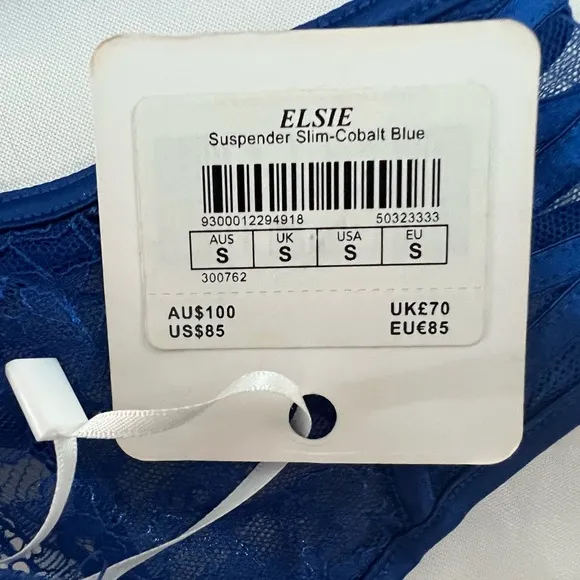 ELSIE
Suspender Slim-Cobalt Blue
9300012294918 50323333
AUS UK USA EU
S S S S
300762
AU$100 UK£70
US$85 EU€85